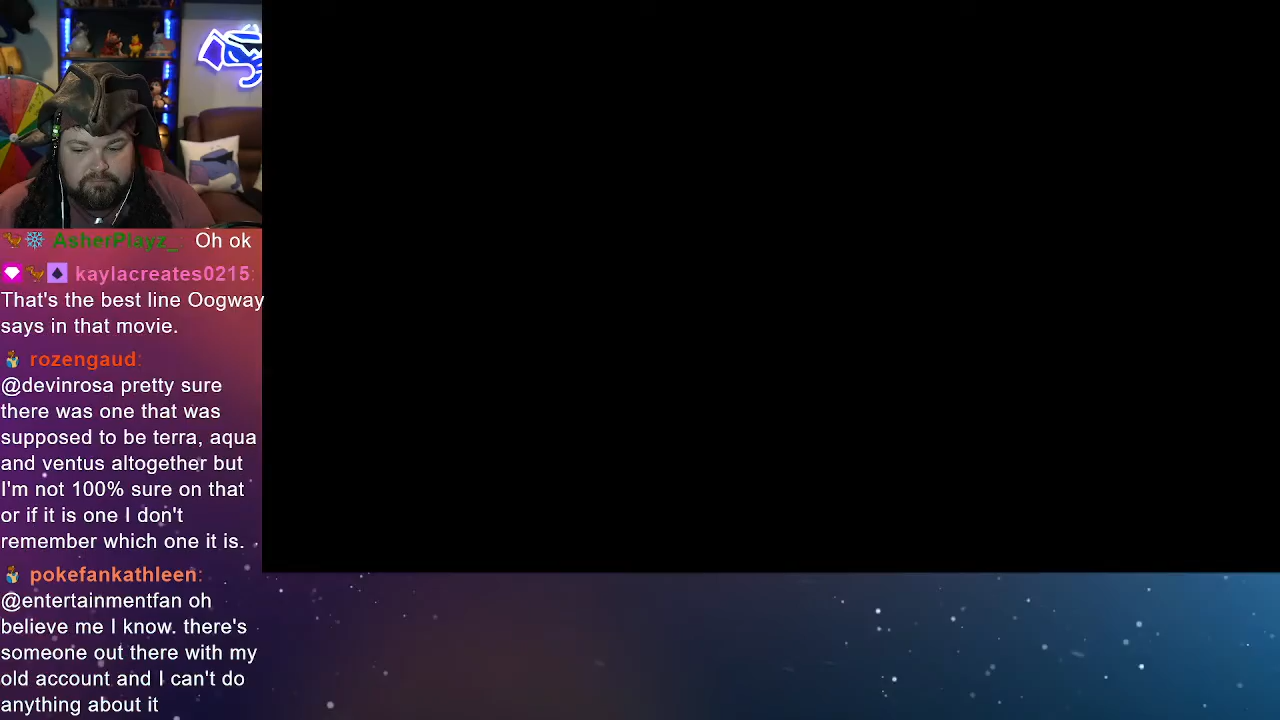 AsherPlayz_: Oh ok
kaylacreates0215:
That's the best line Oogway
says in that movie.
rozengaud:
@devinrosa pretty sure
there was one that was
supposed to be terra, aqua
and ventus altogether but
I'm not 100% sure on that
or if it is one I don't
remember which one it is.
pokefankathleen:
@entertainmentfan oh
believe me I know. there's
someone out there with my
old account and I can't do
anything about it